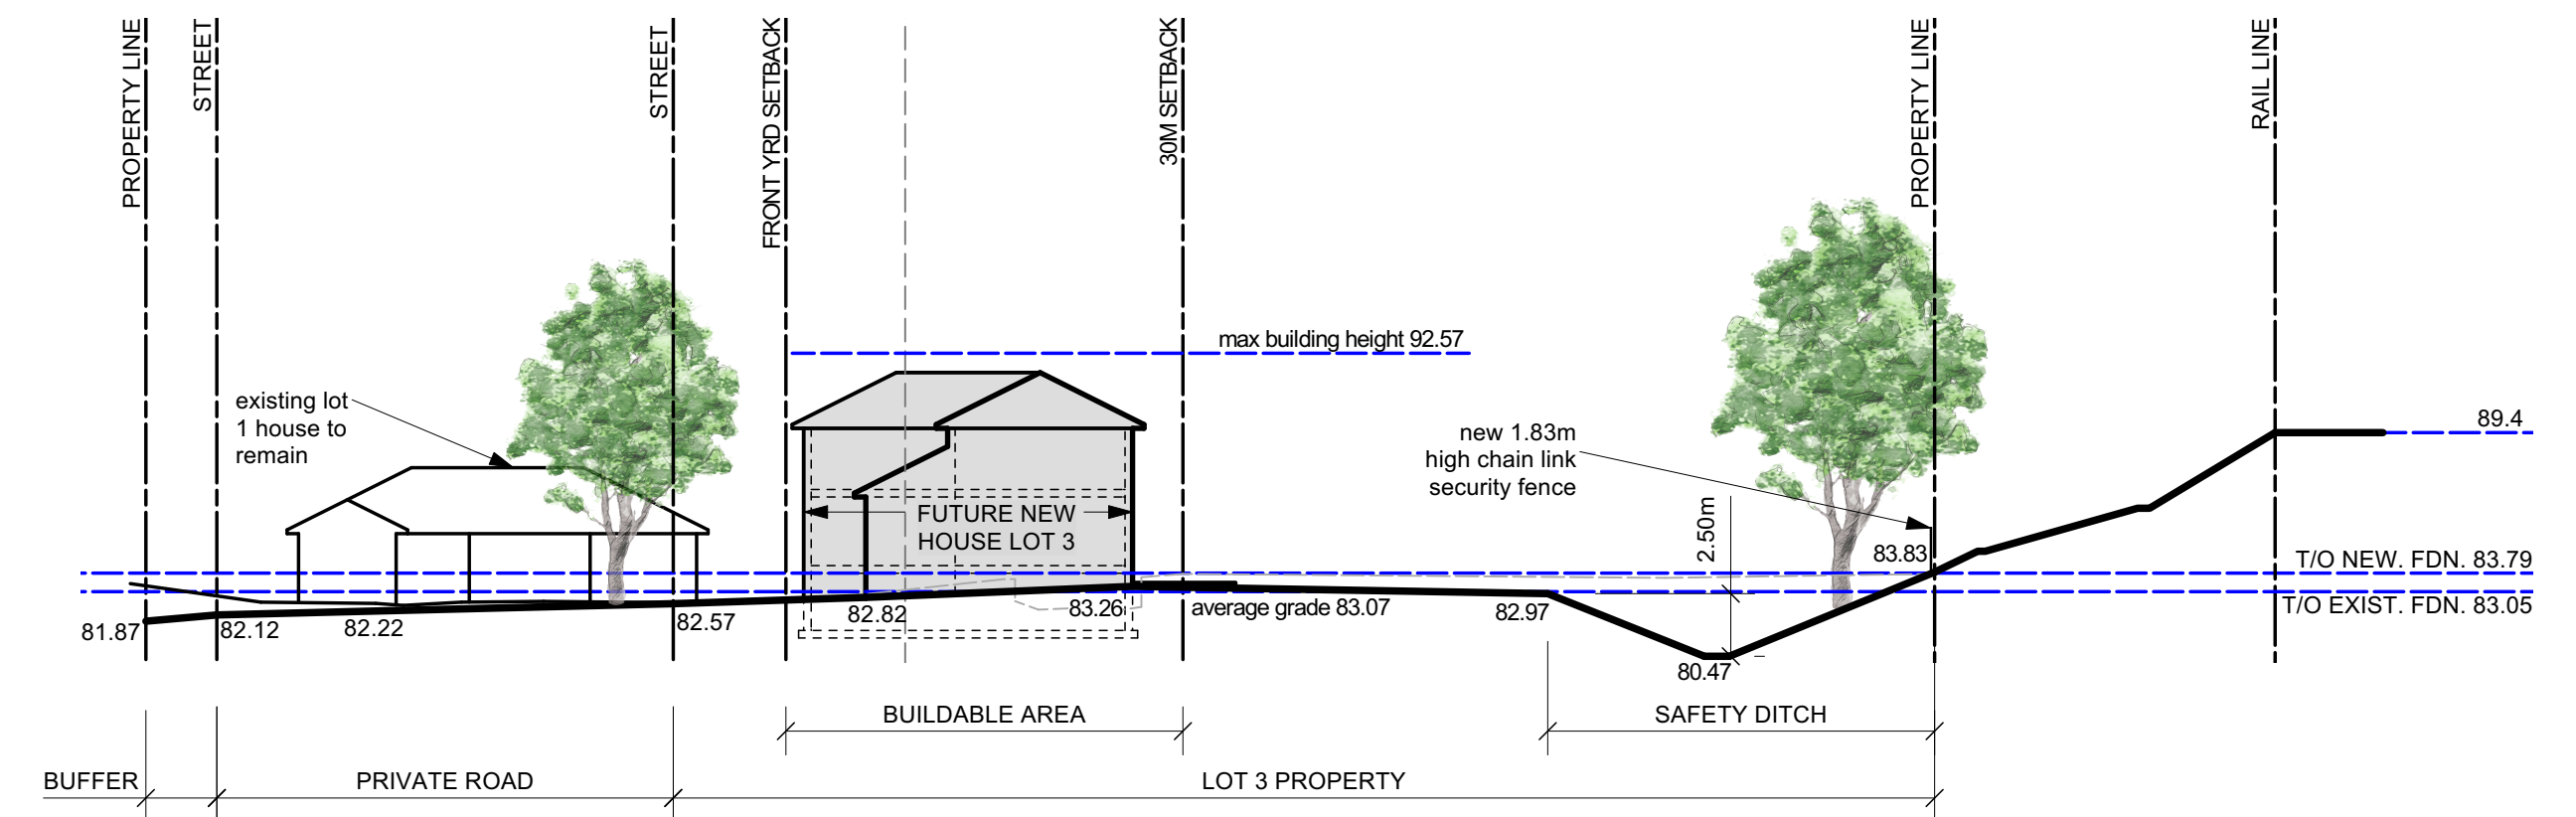 PROPERTY LINE
STREET
STREET
FRONT YRD SETBACK
30M SETBACK
PROPERTY LINE
RAIL LINE
max building height 92.57
existing lot
1 house to
remain
new 1.83m
high chain link
security fence
89.4
FUTURE NEW
HOUSE LOT 3
2.50m
83.83
T/O NEW. FDN. 83.79
T/O EXIST. FDN. 83.05
81.87
82.12
82.22
82.57
82.82
83.26
average grade 83.07
82.97
80.47
BUILDABLE AREA
SAFETY DITCH
BUFFER
PRIVATE ROAD
LOT 3 PROPERTY